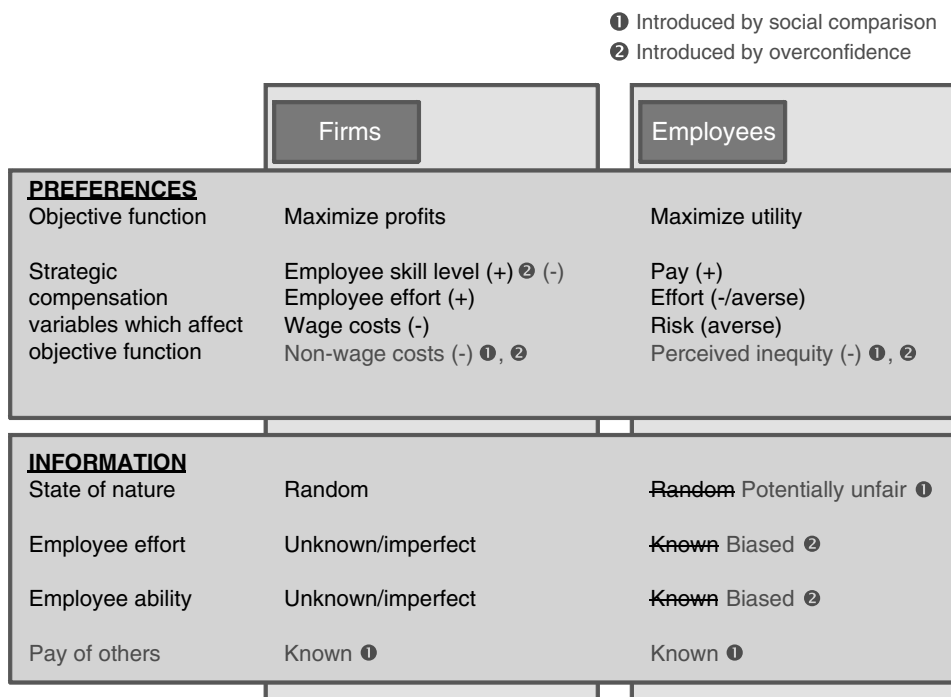 ❶ Introduced by social comparison
❷ Introduced by overconfidence
Firms Employees
PREFERENCES
Objective function Maximize profits Maximize utility
Strategic Employee skill level (+) ❷ (-) Pay (+)
compensation Employee effort (+) Effort (-/averse)
variables which affect Wage costs (-) Risk (averse)
objective function Non-wage costs (-) ❶, ❷ Perceived inequity (-) ❶, ❷
INFORMATION
State of nature Random Random Potentially unfair ❶
Employee effort Unknown/imperfect Known Biased ❷
Employee ability Unknown/imperfect Known Biased ❷
Pay of others Known ❶ Known ❶